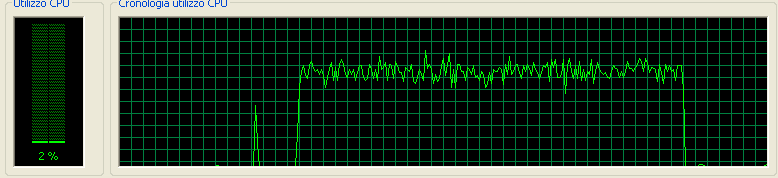 Utilizzo CPU
Cronologia utilizzo CPU
2 %